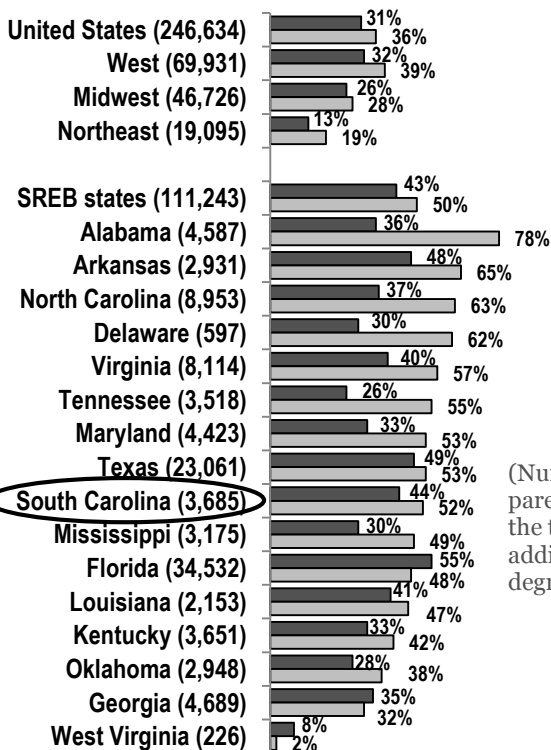 United States (246,634) 31% 36%
West (69,931) 32% 39%
Midwest (46,726) 26% 28%
Northeast (19,095) 13% 19%
SREB states (111,243) 43% 50%
Alabama (4,587) 36% 78%
Arkansas (2,931) 48% 65%
North Carolina (8,953) 37% 63%
Delaware (597) 30% 62%
Virginia (8,114) 40% 57%
Tennessee (3,518) 26% 55%
Maryland (4,423) 33% 53%
Texas (23,061) 49% 53%
South Carolina (3,685) 44% 52%
Mississippi (3,175) 30% 49%
Florida (34,532) 55% 48%
Louisiana (2,153) 41% 47%
Kentucky (3,651) 33% 42%
Oklahoma (2,948) 28% 38%
Georgia (4,689) 35% 32%
West Virginia (226) 8% 2%
(Nu
pare
the t
addi
degr